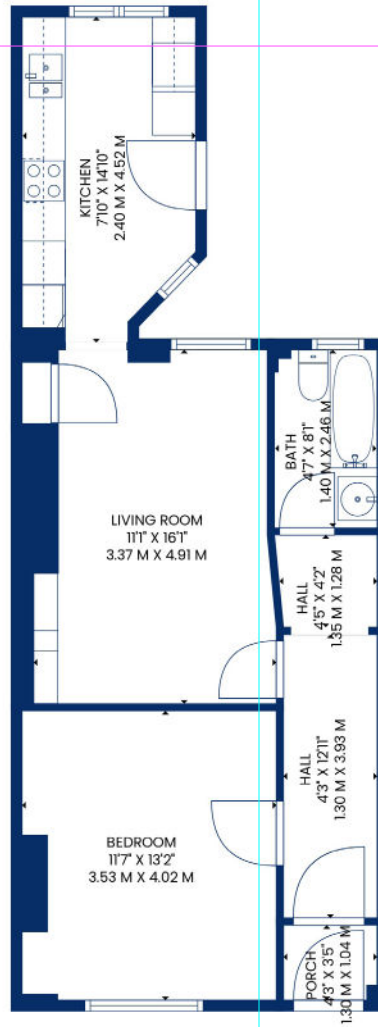 KITCHEN
7'10" X 14'10"
2.40 M X 4.52 M
BATH
4'7" X 8'1"
1.40 M X 2.46 M
LIVING ROOM
11'1" X 16'1"
3.37 M X 4.91 M
HALL
4'5" X 4'2"
1.35 M X 1.28 M
HALL
4'3" X 12'11"
1.30 M X 3.93 M
BEDROOM
11'7" X 13'2"
3.53 M X 4.02 M
PORCH
4'3" X 3'5"
1.30 M X 1.04 M